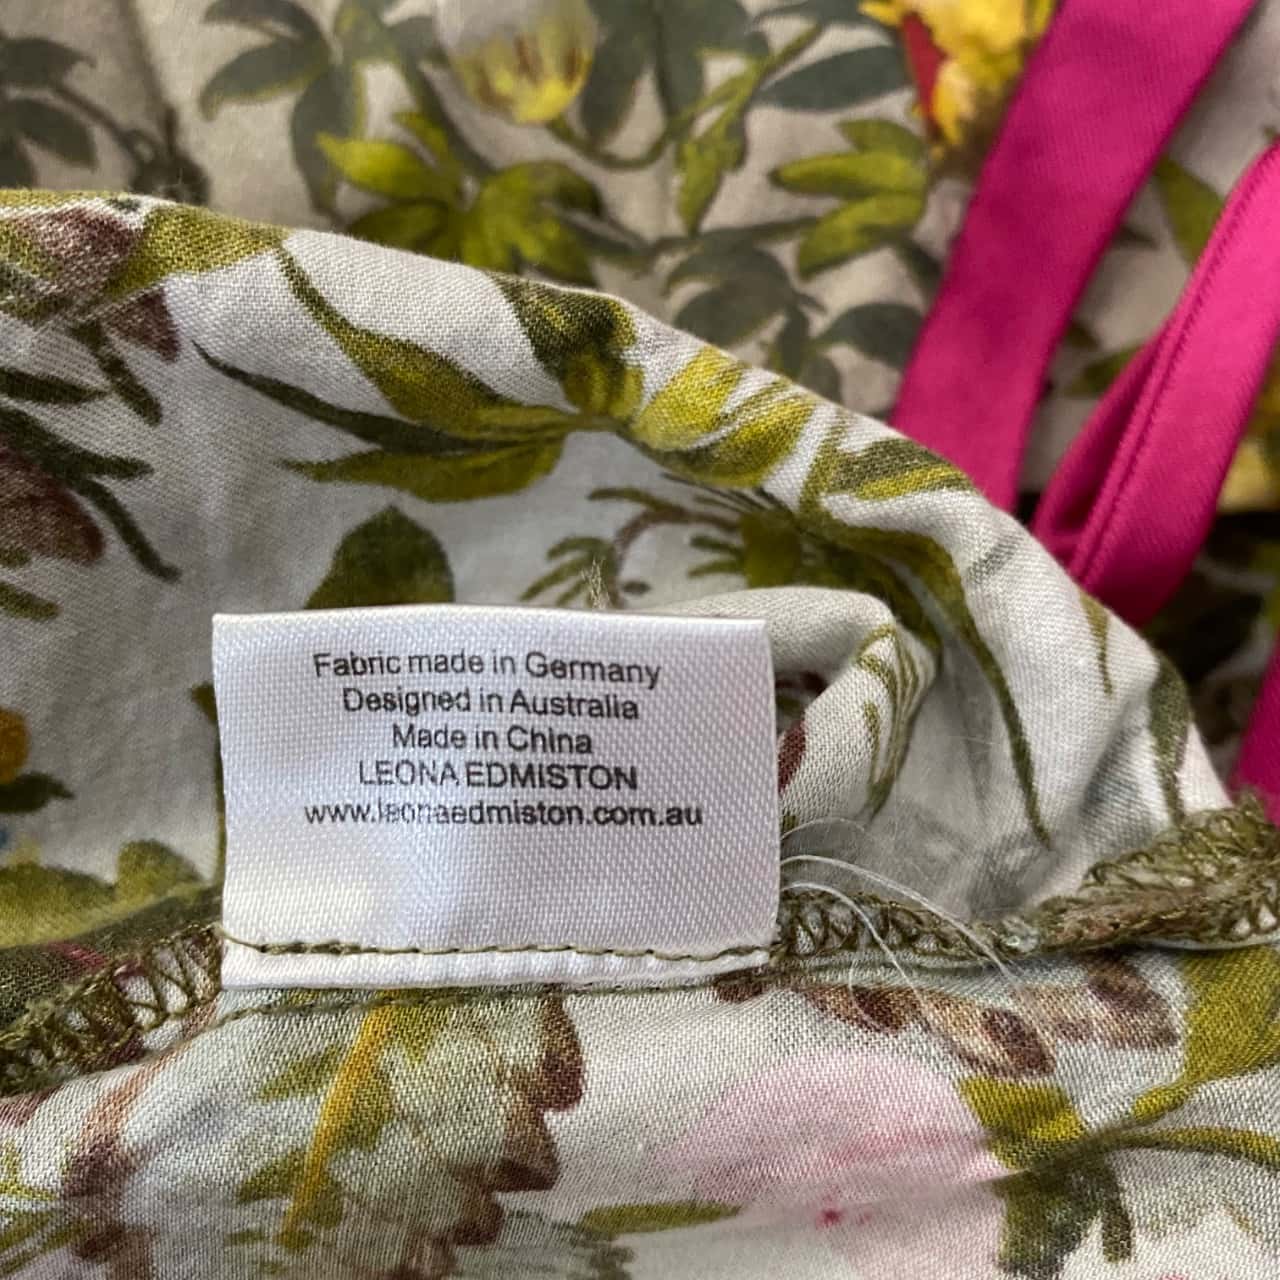 Fabric made in Germany
Designed in Australia
Made in China
LEONA EDMISTON
www.leonaedmiston.com.au